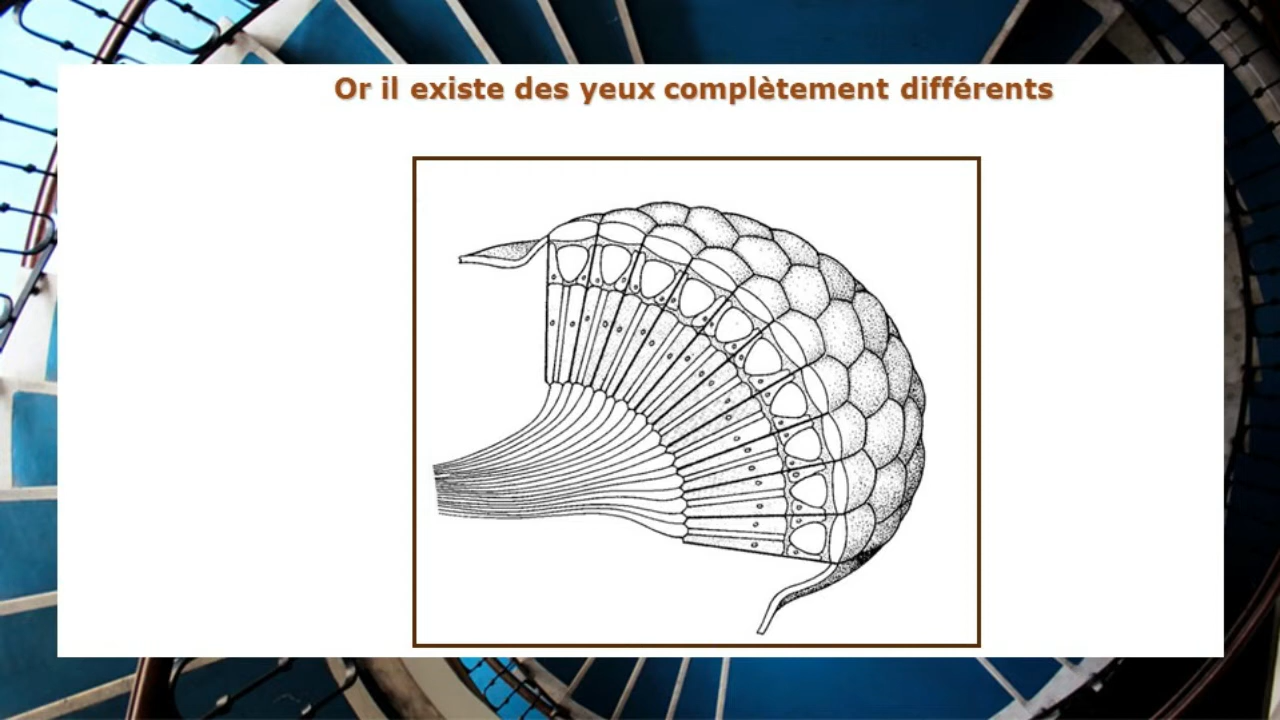 Or il existe des yeux complètement différents